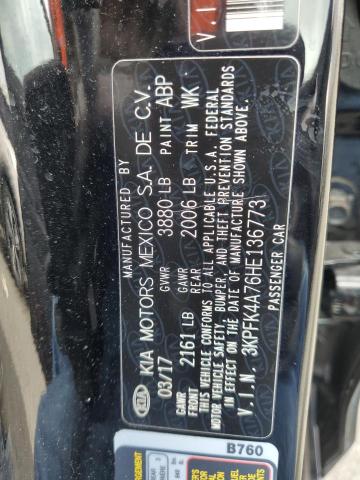 MANUFACTURED BY
KIA KIA MOTORS MEXICO S.A. DE C.V.
03/17 GVWR 3880 LB PAINT ABP
GAWR FRONT 2161 LB GAWR REAR 2006 LB TRIM WK
THIS VEHICLE CONFORMS TO ALL APPLICABLE U.S.A. FEDERAL
MOTOR VEHICLE SAFETY, BUMPER, AND THEFT PREVENTION STANDARDS
IN EFFECT ON THE DATE OF MANUFACTURE SHOWN ABOVE.
V.I.N. 3KPFK4A76HE136773
PASSENGER CAR
V.I
B760